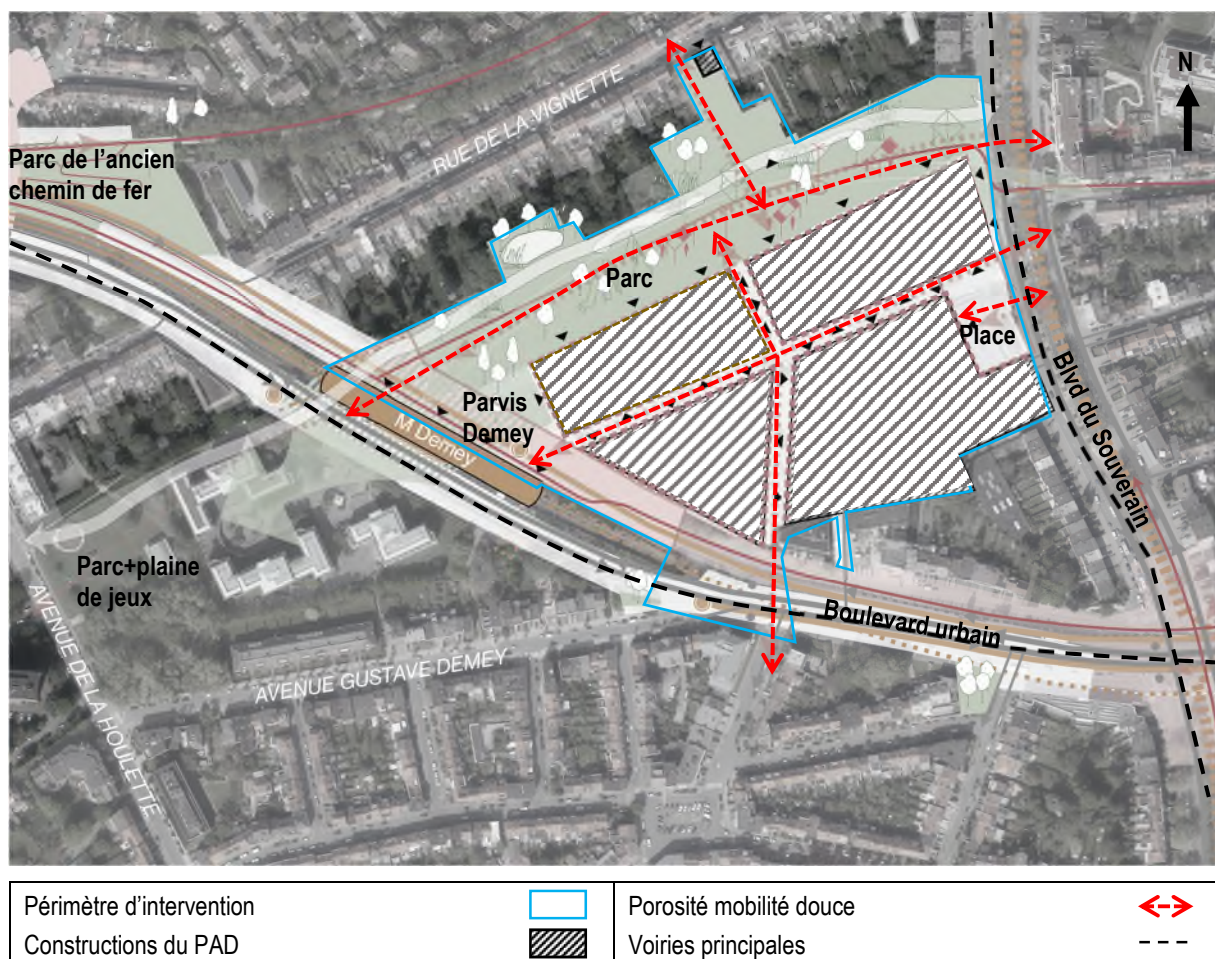 N
RUE DE LA VIGNETTE
Parc de l’ancien
chemin de fer
Parc
Place
Parvis
Demey
M Demey
Blvd du Souverain
Parc+plaine
de jeux
Boulevard urbain
AVENUE GUSTAVE DEMEY
AVENUE DE LA HOULETTE
Périmètre d’intervention
Porosité mobilité douce
Constructions du PAD
Voiries principales